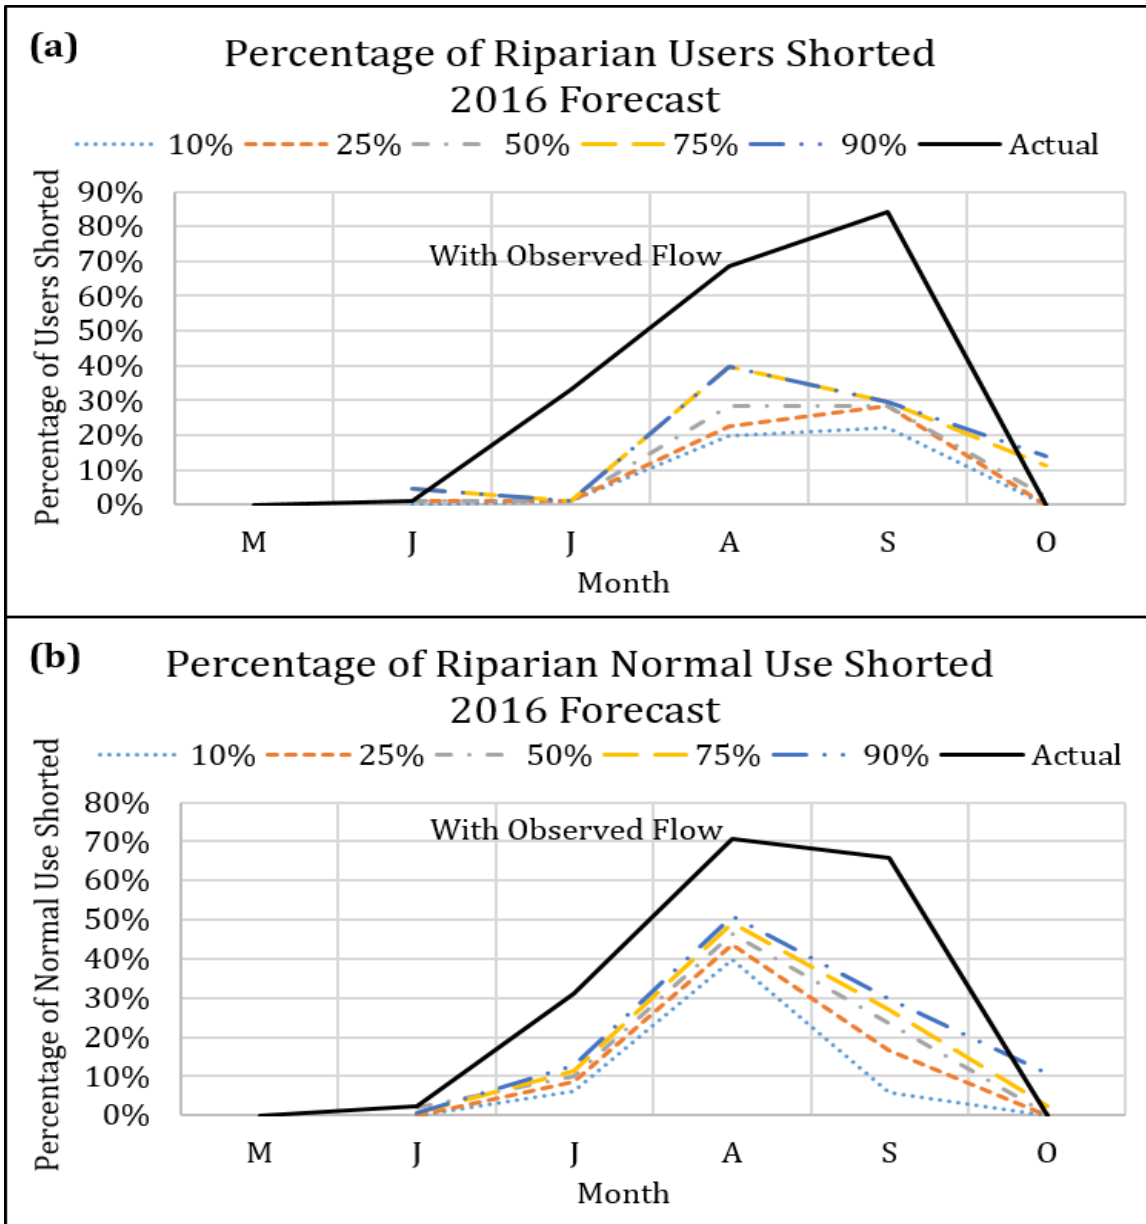 (a)
Percentage of Riparian Users Shorted
2016 Forecast
10% 25% 50% 75% 90% Actual
Percentage of Users Shorted
90%
80%
70%
60%
50%
40%
30%
20%
10%
0%
With Observed Flow
M J J A S O
Month
(b)
Percentage of Riparian Normal Use Shorted
2016 Forecast
10% 25% 50% 75% 90% Actual
Percentage of Normal Use Shorted
80%
70%
60%
50%
40%
30%
20%
10%
0%
With Observed Flow
M J J A S O
Month